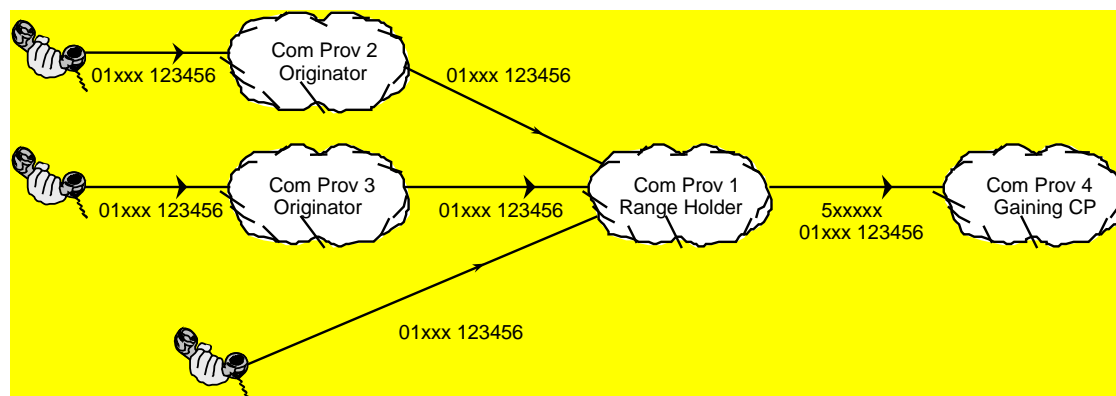 Com Prov 2
Originator
01xxx 123456
01xxx 123456
Com Prov 3
Originator
01xxx 123456
01xxx 123456
Com Prov 1
Range Holder
5xxxxx
01xxx 123456
Com Prov 4
Gaining CP
01xxx 123456